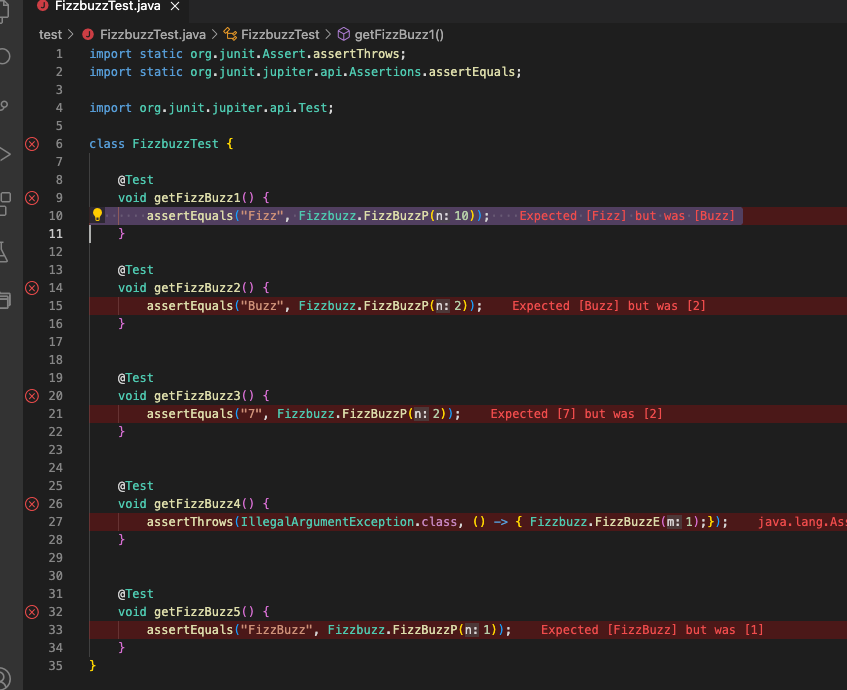 FizzbuzzTest.java ×
test > FizzbuzzTest.java > FizzbuzzTest > getFizzBuzz1()
1 import static org.junit.Assert.assertThrows;
2 import static org.junit.jupiter.api.Assertions.assertEquals;
3
4 import org.junit.jupiter.api.Test;
5
6 class FizzbuzzTest {
7
8 @Test
9 void getFizzBuzz1() {
10 assertEquals("Fizz", Fizzbuzz.FizzBuzzP(n: 10)); Expected [Fizz] but was [Buzz]
11 }
12
13 @Test
14 void getFizzBuzz2() {
15 assertEquals("Buzz", Fizzbuzz.FizzBuzzP(n: 2)); Expected [Buzz] but was [2]
16 }
17
18
19 @Test
20 void getFizzBuzz3() {
21 assertEquals("7", Fizzbuzz.FizzBuzzP(n: 2)); Expected [7] but was [2]
22 }
23
24
25 @Test
26 void getFizzBuzz4() {
27 assertThrows(IllegalArgumentException.class, () -> { Fizzbuzz.FizzBuzzE(m: 1);}); java.lang.Ass
28 }
29
30
31 @Test
32 void getFizzBuzz5() {
33 assertEquals("FizzBuzz", Fizzbuzz.FizzBuzzP(n: 1)); Expected [FizzBuzz] but was [1]
34 }
35 }